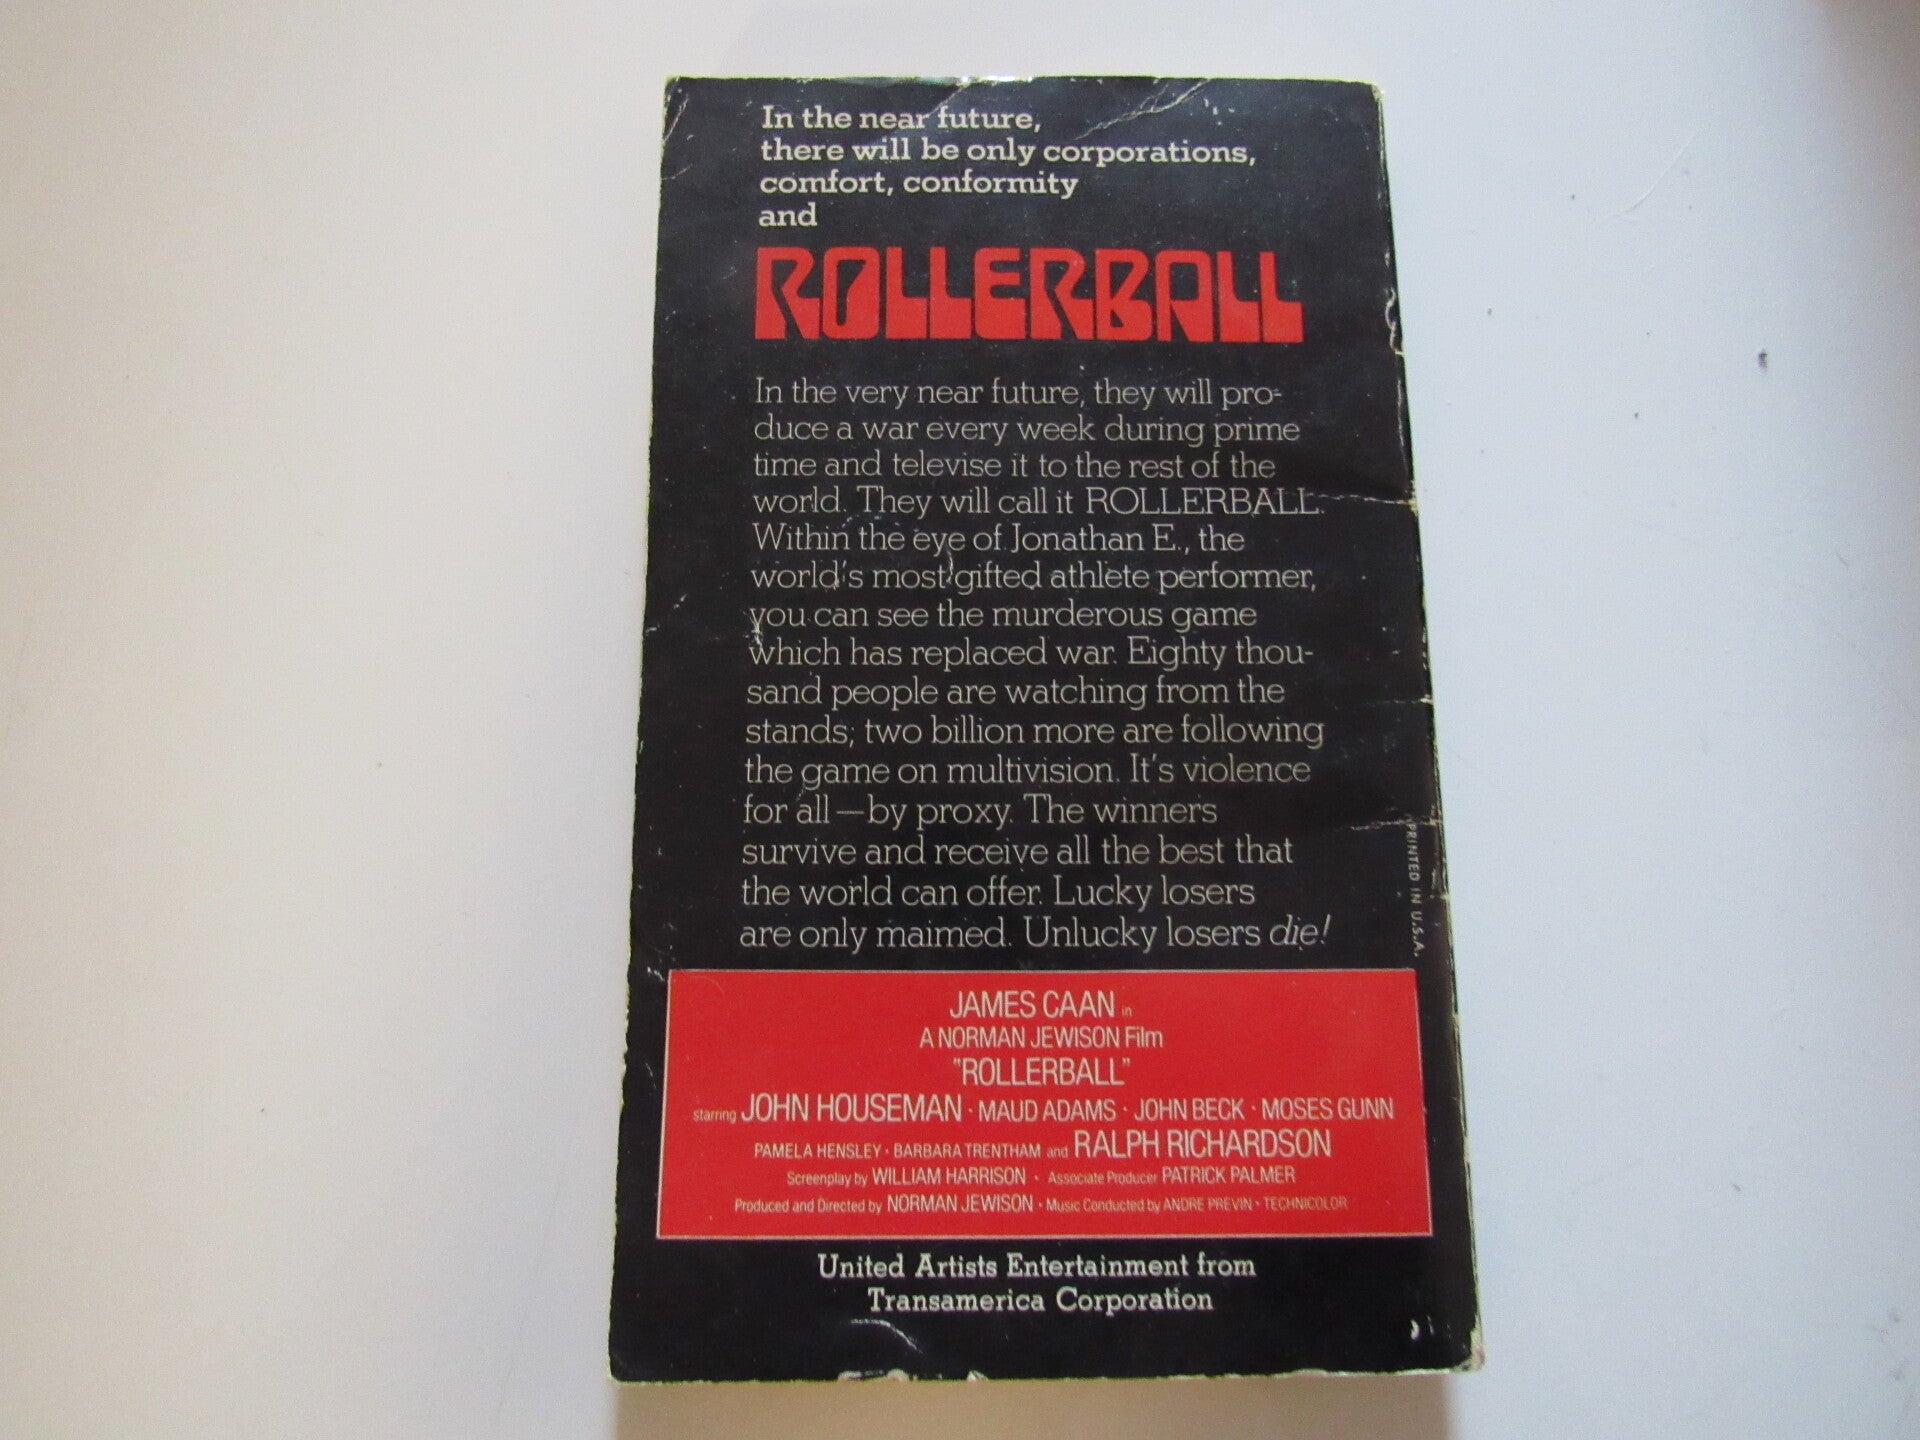 In the near future,
there will be only corporations,
comfort, conformity
and
ROLLERBALL
In the very near future, they will pro-
duce a war every week during prime
time and televise it to the rest of the
world. They will call it ROLLERBALL.
Within the eye of Jonathan E., the
world's most gifted athlete performer,
you can see the murderous game
which has replaced war. Eighty thou-
sand people are watching from the
stands; two billion more are following
the game on multivision. It's violence
for all—by proxy. The winners
survive and receive all the best that
the world can offer. Lucky losers
are only maimed. Unlucky losers die!
PRINTED IN U.S.A.
JAMES CAAN in
A NORMAN JEWISON Film
"ROLLERBALL"
starring JOHN HOUSEMAN · MAUD ADAMS · JOHN BECK · MOSES GUNN
PAMELA HENSLEY · BARBARA TRENTHAM and RALPH RICHARDSON
Screenplay by WILLIAM HARRISON · Associate Producer PATRICK PALMER
Produced and Directed by NORMAN JEWISON · Music Conducted by ANDRE PREVIN · TECHNICOLOR
United Artists Entertainment from
Transamerica Corporation